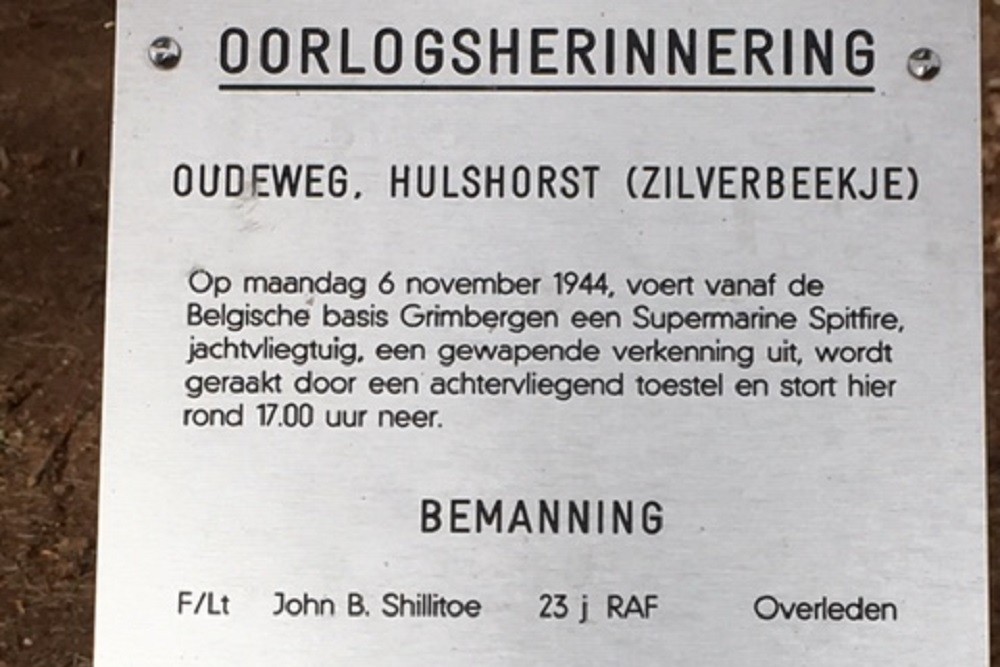 OORLOGSHERINNERING
OUDEWEG, HULSHORST (ZILVERBEEKJE)
Op maandag 6 november 1944, voert vanaf de
Belgische basis Grimbergen een Supermarine Spitfire,
jachtvliegtuig, een gewapende verkenning uit, wordt
geraakt door een achtervliegend toestel en stort hier
rond 17.00 uur neer.
BEMANNING
F/Lt John B. Shillitoe 23 j RAF Overleden